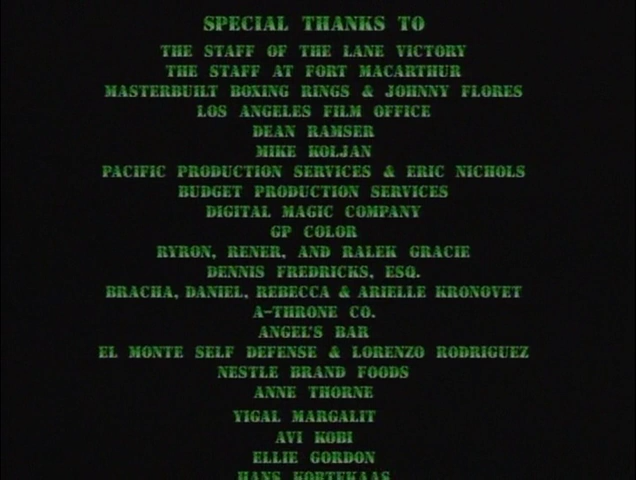 SPECIAL THANKS TO
THE STAFF OF THE LANE VICTORY
THE STAFF AT FORT MACARTHUR
MASTERBUILT BOXING RINGS & JOHNNY FLORES
LOS ANGELES FILM OFFICE
DEAN RAMSER
MIKE KOLJAN
PACIFIC PRODUCTION SERVICES & ERIC NICHOLS
BUDGET PRODUCTION SERVICES
DIGITAL MAGIC COMPANY
GP COLOR
RYRON, RENER, AND RALEK GRACIE
DENNIS FREDRICKS, ESQ.
BRACHA, DANIEL, REBECCA & ARIELLE KRONOVET
A-THRONE CO.
ANGEL'S BAR
EL MONTE SELF DEFENSE & LORENZO RODRIGUEZ
NESTLE BRAND FOODS
ANNE THORNE
YIGAL MARGALIT
AVI KOBI
ELLIE GORDON
HANS KORTEKAAS